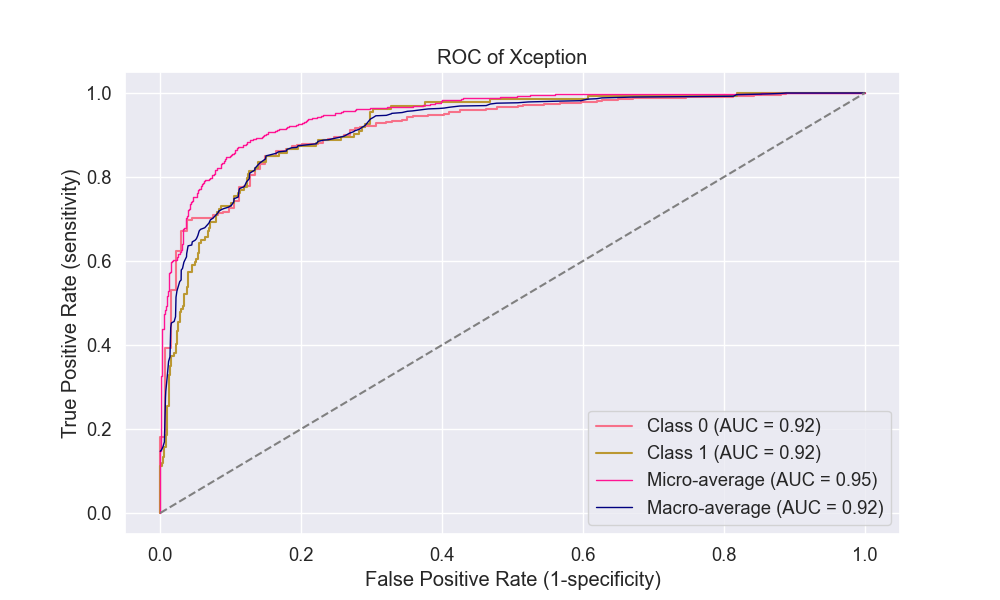 ROC of Xception
True Positive Rate (sensitivity)
1.0
0.8
0.6
0.4
0.2
0.0
Class 0 (AUC = 0.92)
Class 1 (AUC = 0.92)
Micro-average (AUC = 0.95)
Macro-average (AUC = 0.92)
0.0 0.2 0.4 0.6 0.8 1.0
False Positive Rate (1-specificity)